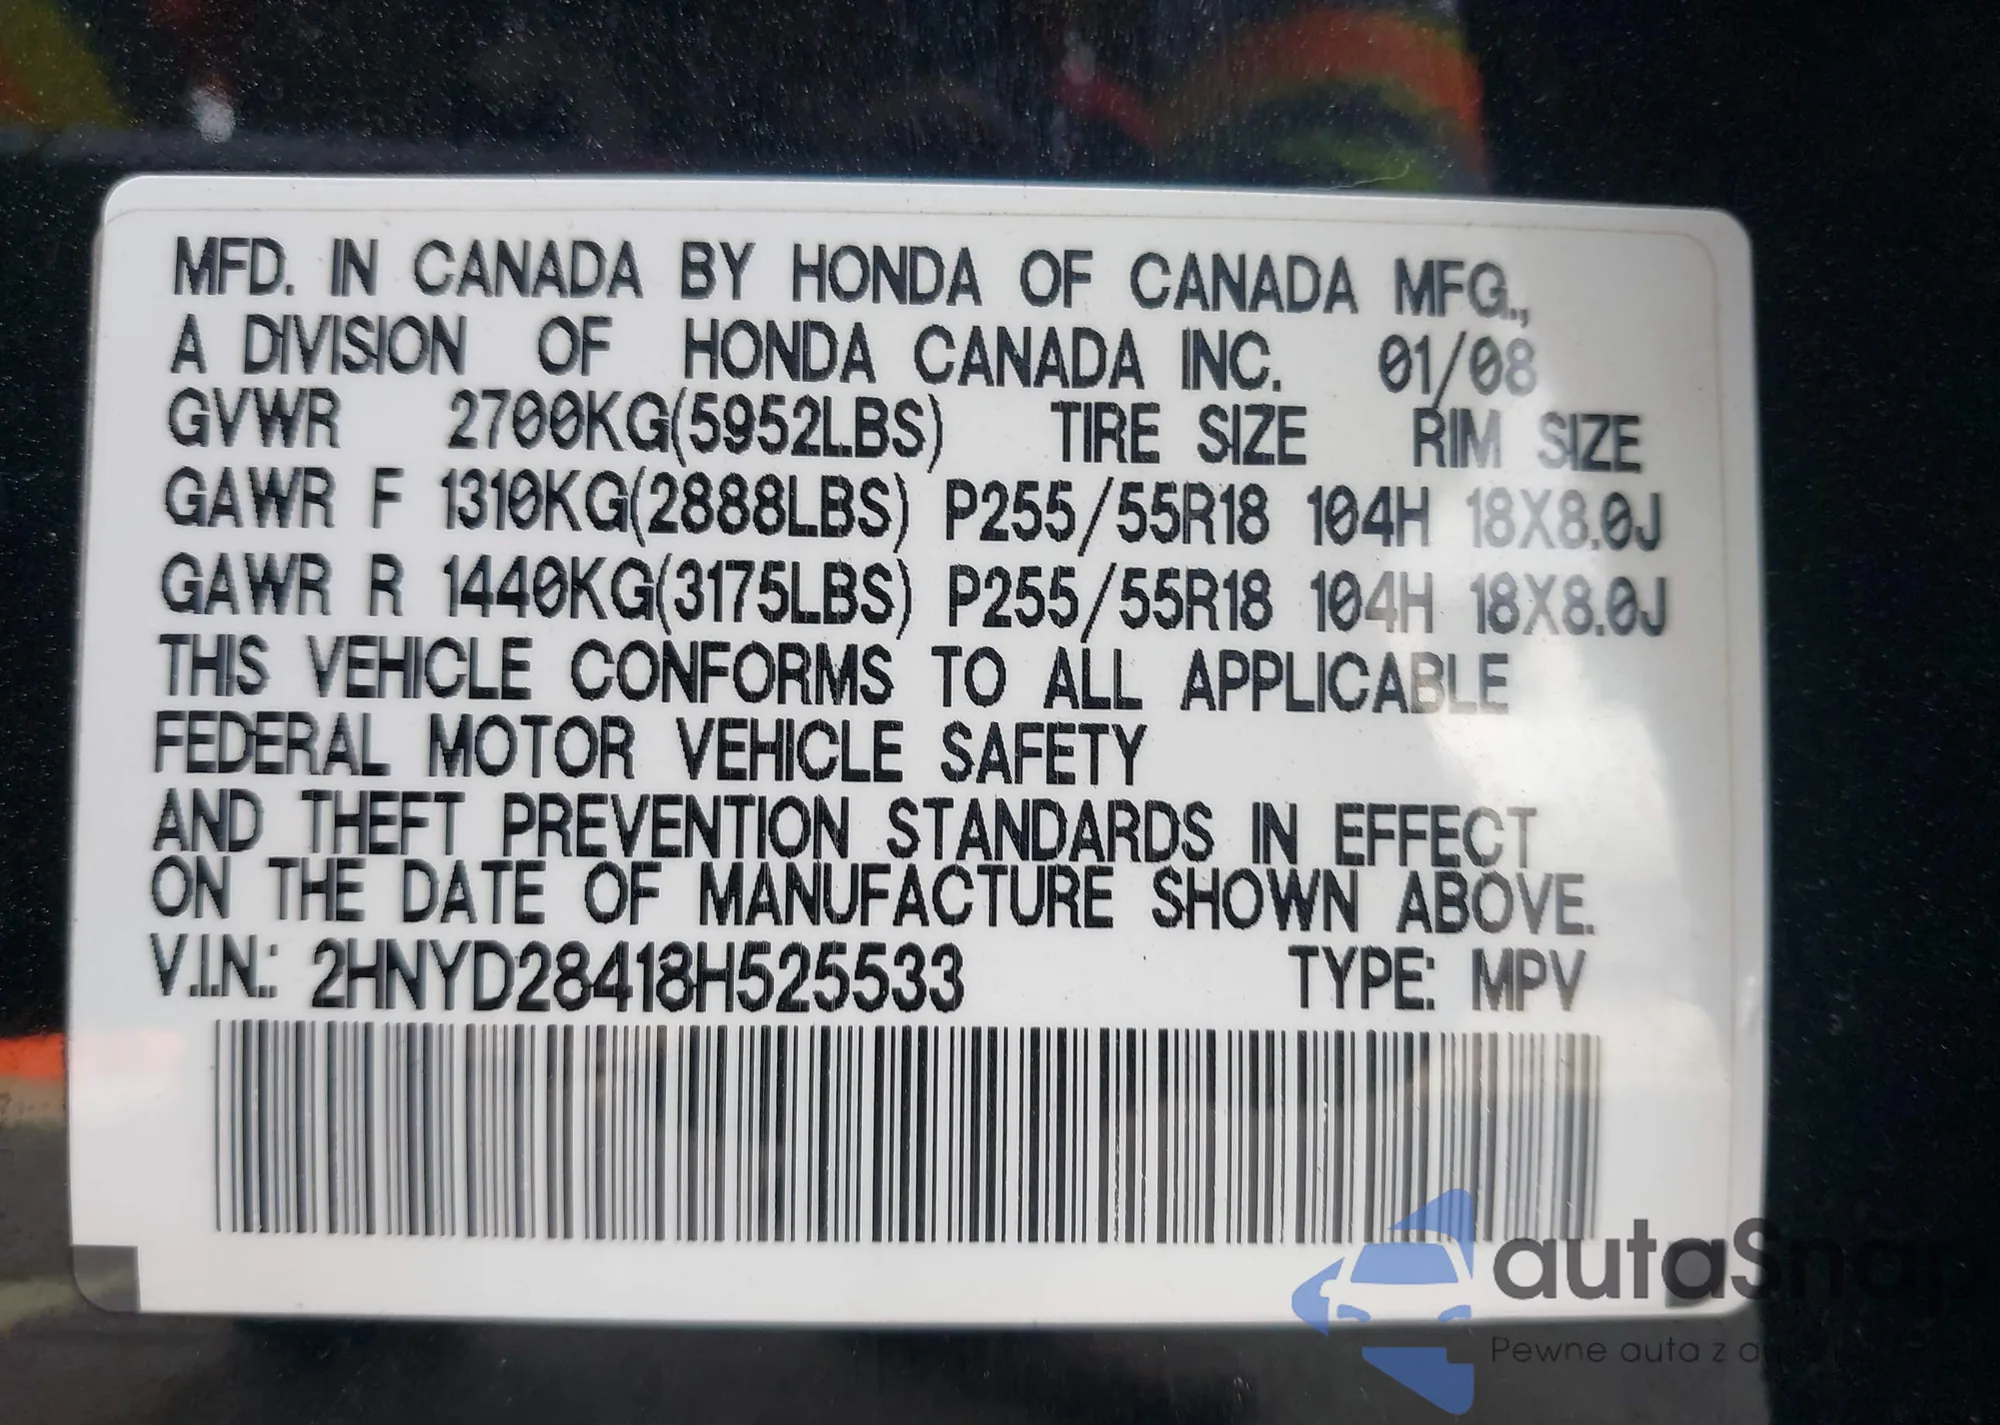 MFD. IN CANADA BY HONDA OF CANADA MFG.,
A DIVISION OF HONDA CANADA INC. 01/08
GVWR 2700KG(5952LBS) TIRE SIZE RIM SIZE
GAWR F 1310KG(2888LBS) P255/55R18 104H 18X8.0J
GAWR R 1440KG(3175LBS) P255/55R18 104H 18X8.0J
THIS VEHICLE CONFORMS TO ALL APPLICABLE
FEDERAL MOTOR VEHICLE SAFETY
AND THEFT PREVENTION STANDARDS IN EFFECT
ON THE DATE OF MANUFACTURE SHOWN ABOVE.
V.I.N.: 2HNYD28418H525533 TYPE: MPV
autaSnap
Pewne auta z